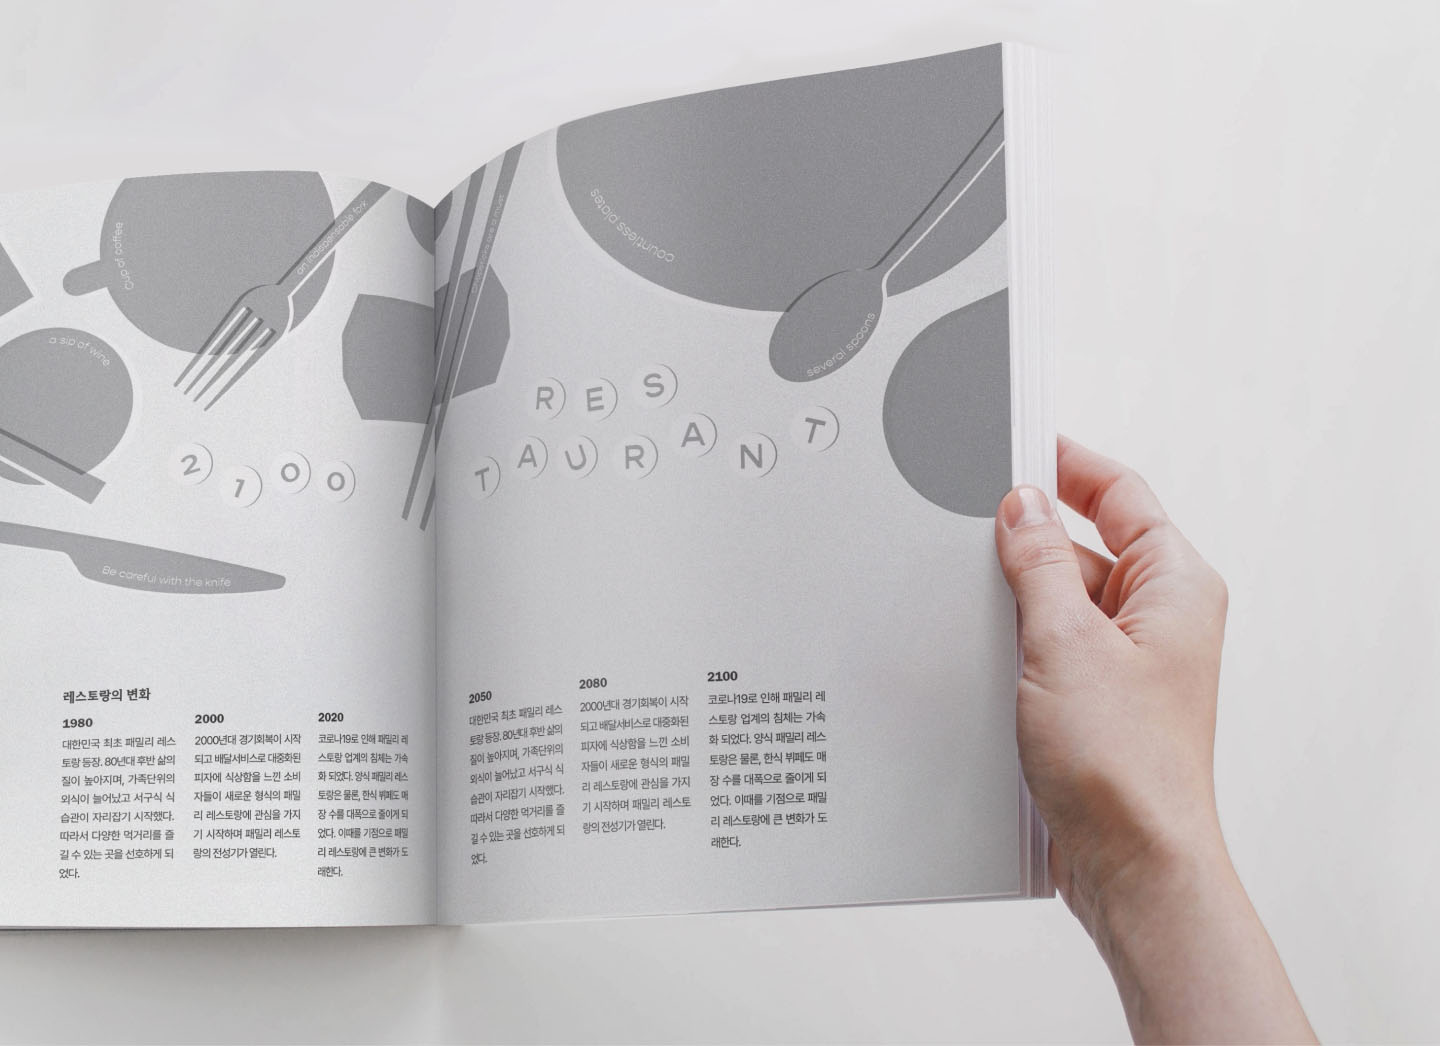 cup of coffee
an indispensable fork
a sip of wine
countless plates
several spoons
RES
TAURANT
2100
Be careful with the knife
레스토랑의 변화
1980
대한민국 최초 패밀리 레스
토랑 등장. 80년대 후반 삶의
질이 높아지며, 가족단위의
외식이 늘어났고 서구식 식
습관이 자리잡기 시작했다.
따라서 다양한 먹거리를 즐
길 수 있는 곳을 선호하게 되
었다.
2000
2000년대 경기회복이 시작
되고 배달서비스로 대중화된
피자에 식상함을 느낀 소비
자들이 새로운 형식의 패밀
리 레스토랑에 관심을 가지
기 시작하며 패밀리 레스토
랑의 전성기가 열린다.
2020
코로나19로 인해 패밀리 레
스토랑 업계의 침체는 가속
화 되었다. 양식 패밀리 레스
토랑은 물론, 한식 뷔페도 매
장 수를 대폭으로 줄이게 되
었다. 이때를 기점으로 패밀
리 레스토랑에 큰 변화가 도
래한다.
2050
대한민국 최초 패밀리 레스
토랑 등장. 80년대 후반 삶의
질이 높아지며, 가족단위의
외식이 늘어났고 서구식 식
습관이 자리잡기 시작했다.
따라서 다양한 먹거리를 즐
길 수 있는 곳을 선호하게 되
었다.
2080
2000년대 경기회복이 시작
되고 배달서비스로 대중화된
피자에 식상함을 느낀 소비
자들이 새로운 형식의 패밀
리 레스토랑에 관심을 가지
기 시작하며 패밀리 레스토
랑의 전성기가 열린다.
2100
코로나19로 인해 패밀리 레
스토랑 업계의 침체는 가속
화 되었다. 양식 패밀리 레스
토랑은 물론, 한식 뷔페도 매
장 수를 대폭으로 줄이게 되
었다. 이때를 기점으로 패밀
리 레스토랑에 큰 변화가 도
래한다.